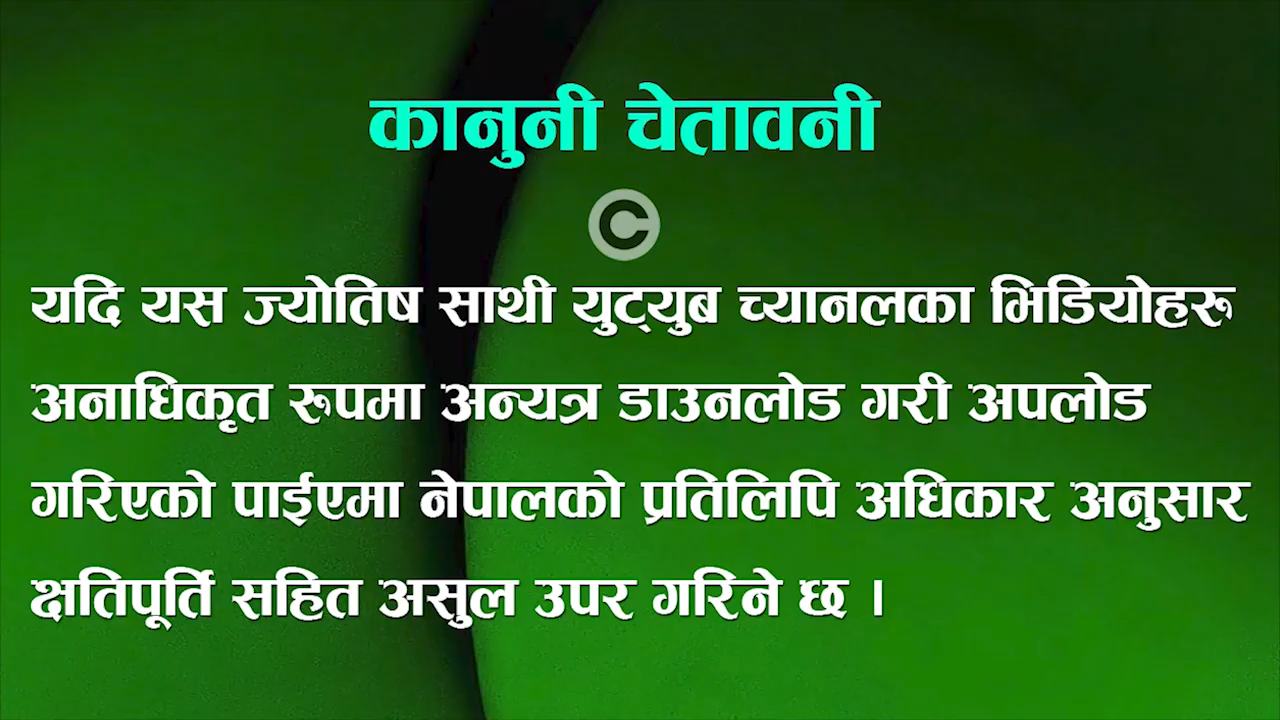 कानुनी चेतावनी
©
यदि यस ज्योतिष साथी युट्युब च्यानलका भिडियोहरू
अनाधिकृत रूपमा अन्यत्र डाउनलोड गरी अपलोड
गरिएको पाईएमा नेपालको प्रतिलिपि अधिकार अनुसार
क्षतिपूर्ति सहित असुल उपर गरिने छ ।